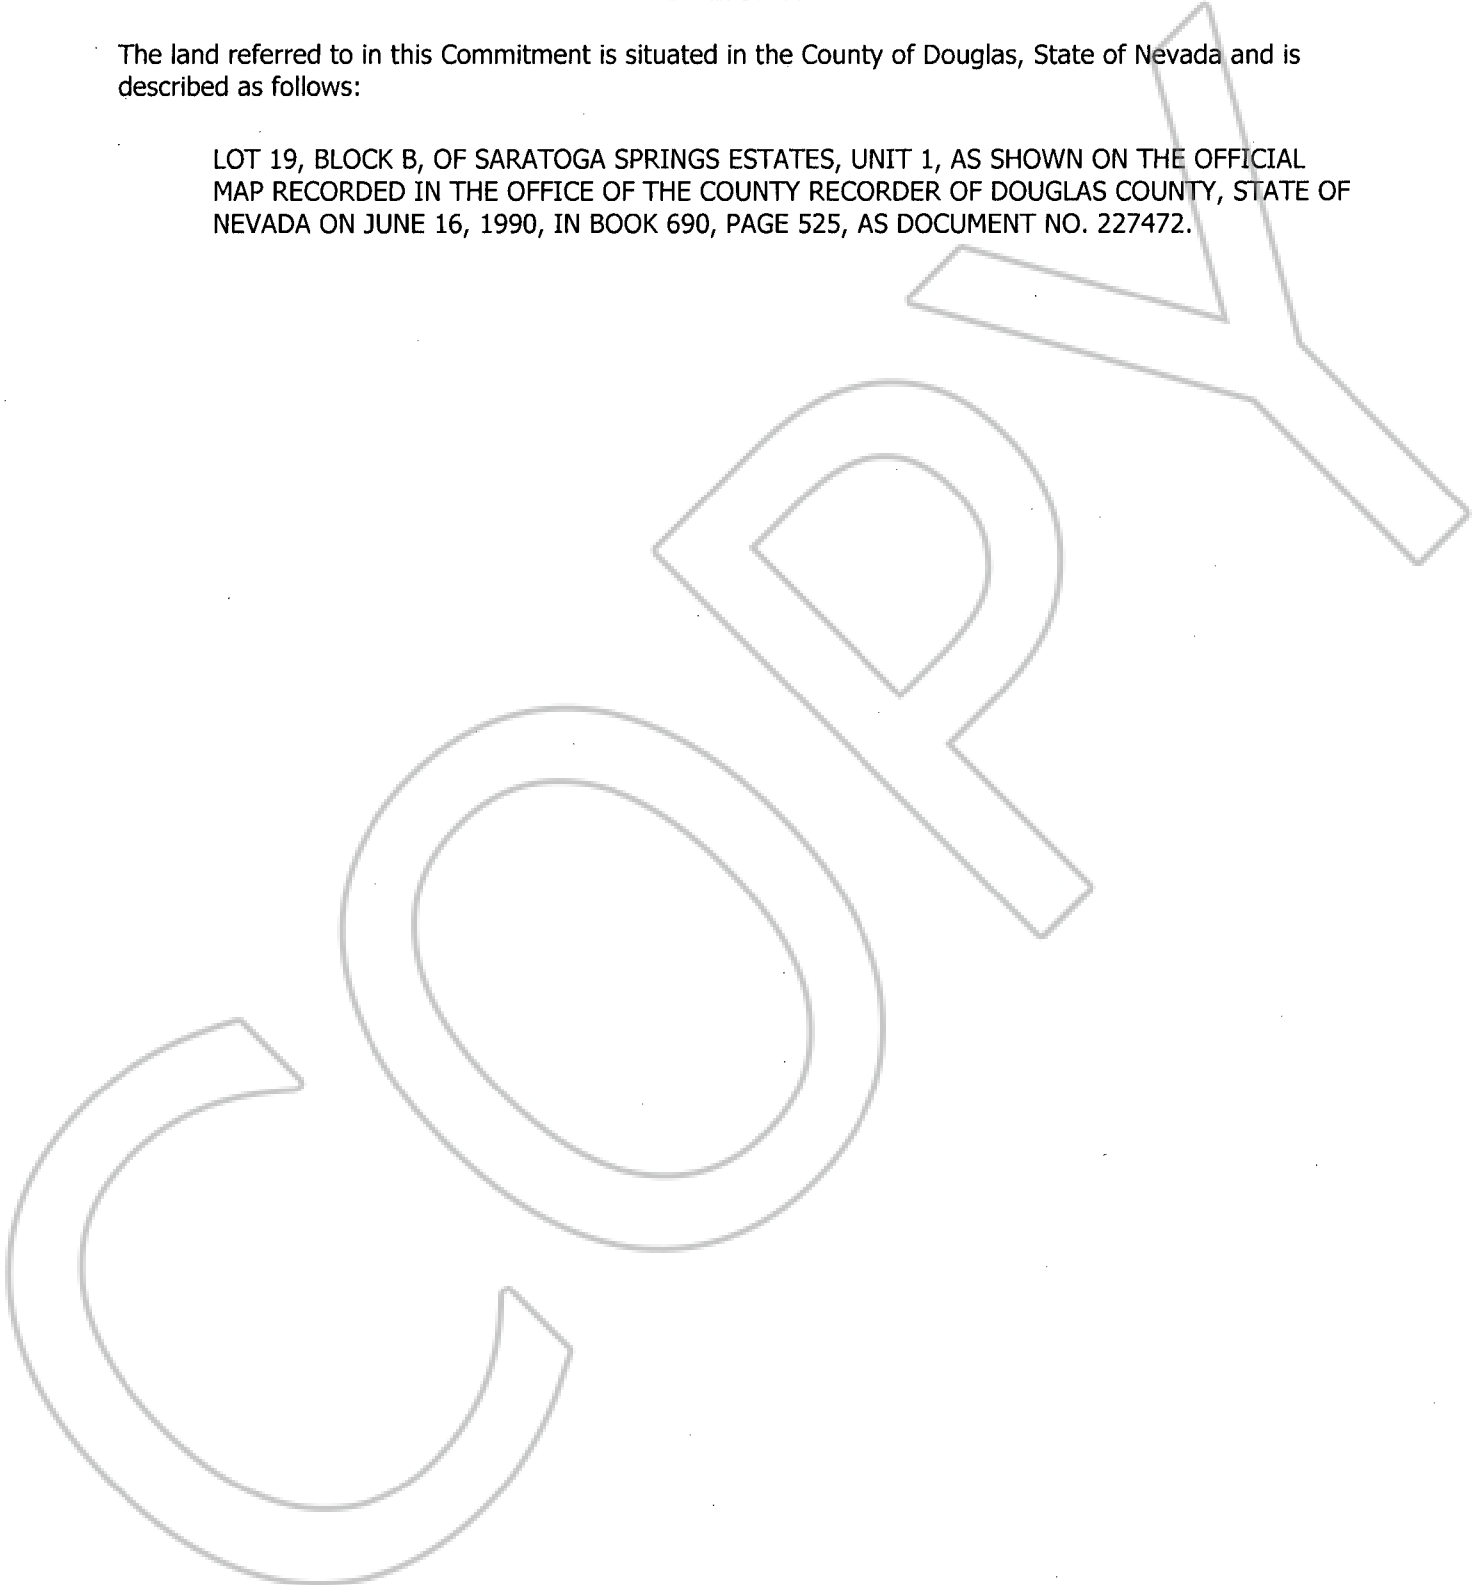 The land referred to in this Commitment is situated in the County of Douglas, State of Nevada and is
described as follows:
LOT 19, BLOCK B, OF SARATOGA SPRINGS ESTATES, UNIT 1, AS SHOWN ON THE OFFICIAL
MAP RECORDED IN THE OFFICE OF THE COUNTY RECORDER OF DOUGLAS COUNTY, STATE OF
NEVADA ON JUNE 16, 1990, IN BOOK 690, PAGE 525, AS DOCUMENT NO. 227472.
COPY